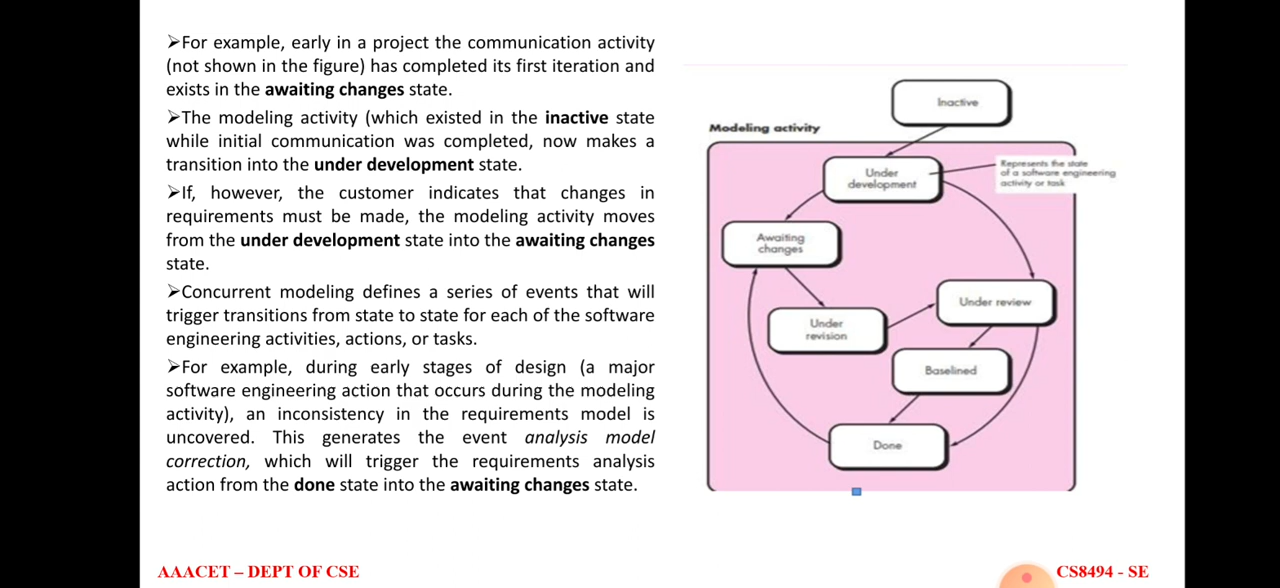 ➢For example, early in a project the communication activity
(not shown in the figure) has completed its first iteration and
exists in the awaiting changes state.
➢The modeling activity (which existed in the inactive state
while initial communication was completed, now makes a
transition into the under development state.
➢If, however, the customer indicates that changes in
requirements must be made, the modeling activity moves
from the under development state into the awaiting changes
state.
➢Concurrent modeling defines a series of events that will
trigger transitions from state to state for each of the software
engineering activities, actions, or tasks.
➢For example, during early stages of design (a major
software engineering action that occurs during the modeling
activity), an inconsistency in the requirements model is
uncovered. This generates the event analysis model
correction, which will trigger the requirements analysis
action from the done state into the awaiting changes state.
Inactive
Modeling activity
Under
development
Represents the state
of a software engineering
activity or task
Awaiting
changes
Under review
Under
revision
Baselined
Done
AAACET – DEPT OF CSE
CS8494 - SE